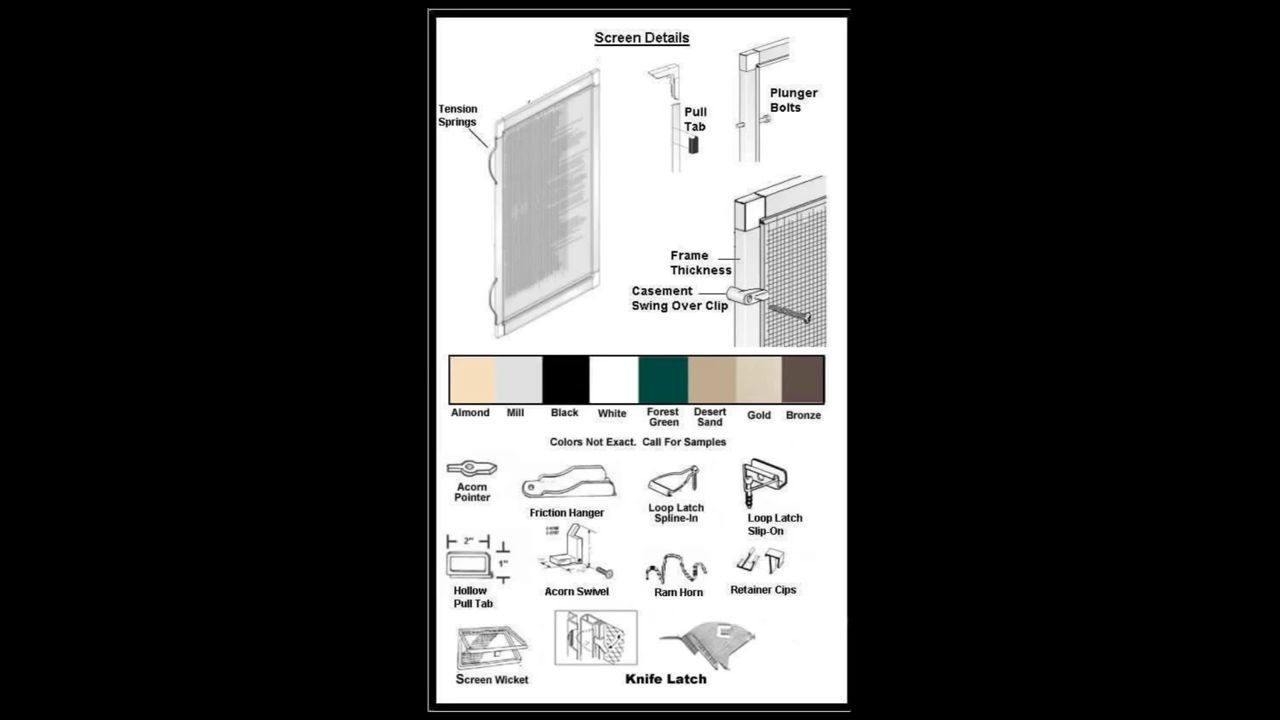 Screen Details
Tension
Springs
Pull
Tab
Plunger
Bolts
Frame
Thickness
Casement
Swing Over Clip
Almond
Mill
Black
White
Forest
Green
Desert
Sand
Gold
Bronze
Colors Not Exact. Call For Samples
Acorn
Pointer
Friction Hanger
Loop Latch
Spline-In
Loop Latch
Slip-On
2"
1"
Hollow
Pull Tab
Acorn Swivel
Ram Horn
Retainer Cips
Screen Wicket
Knife Latch